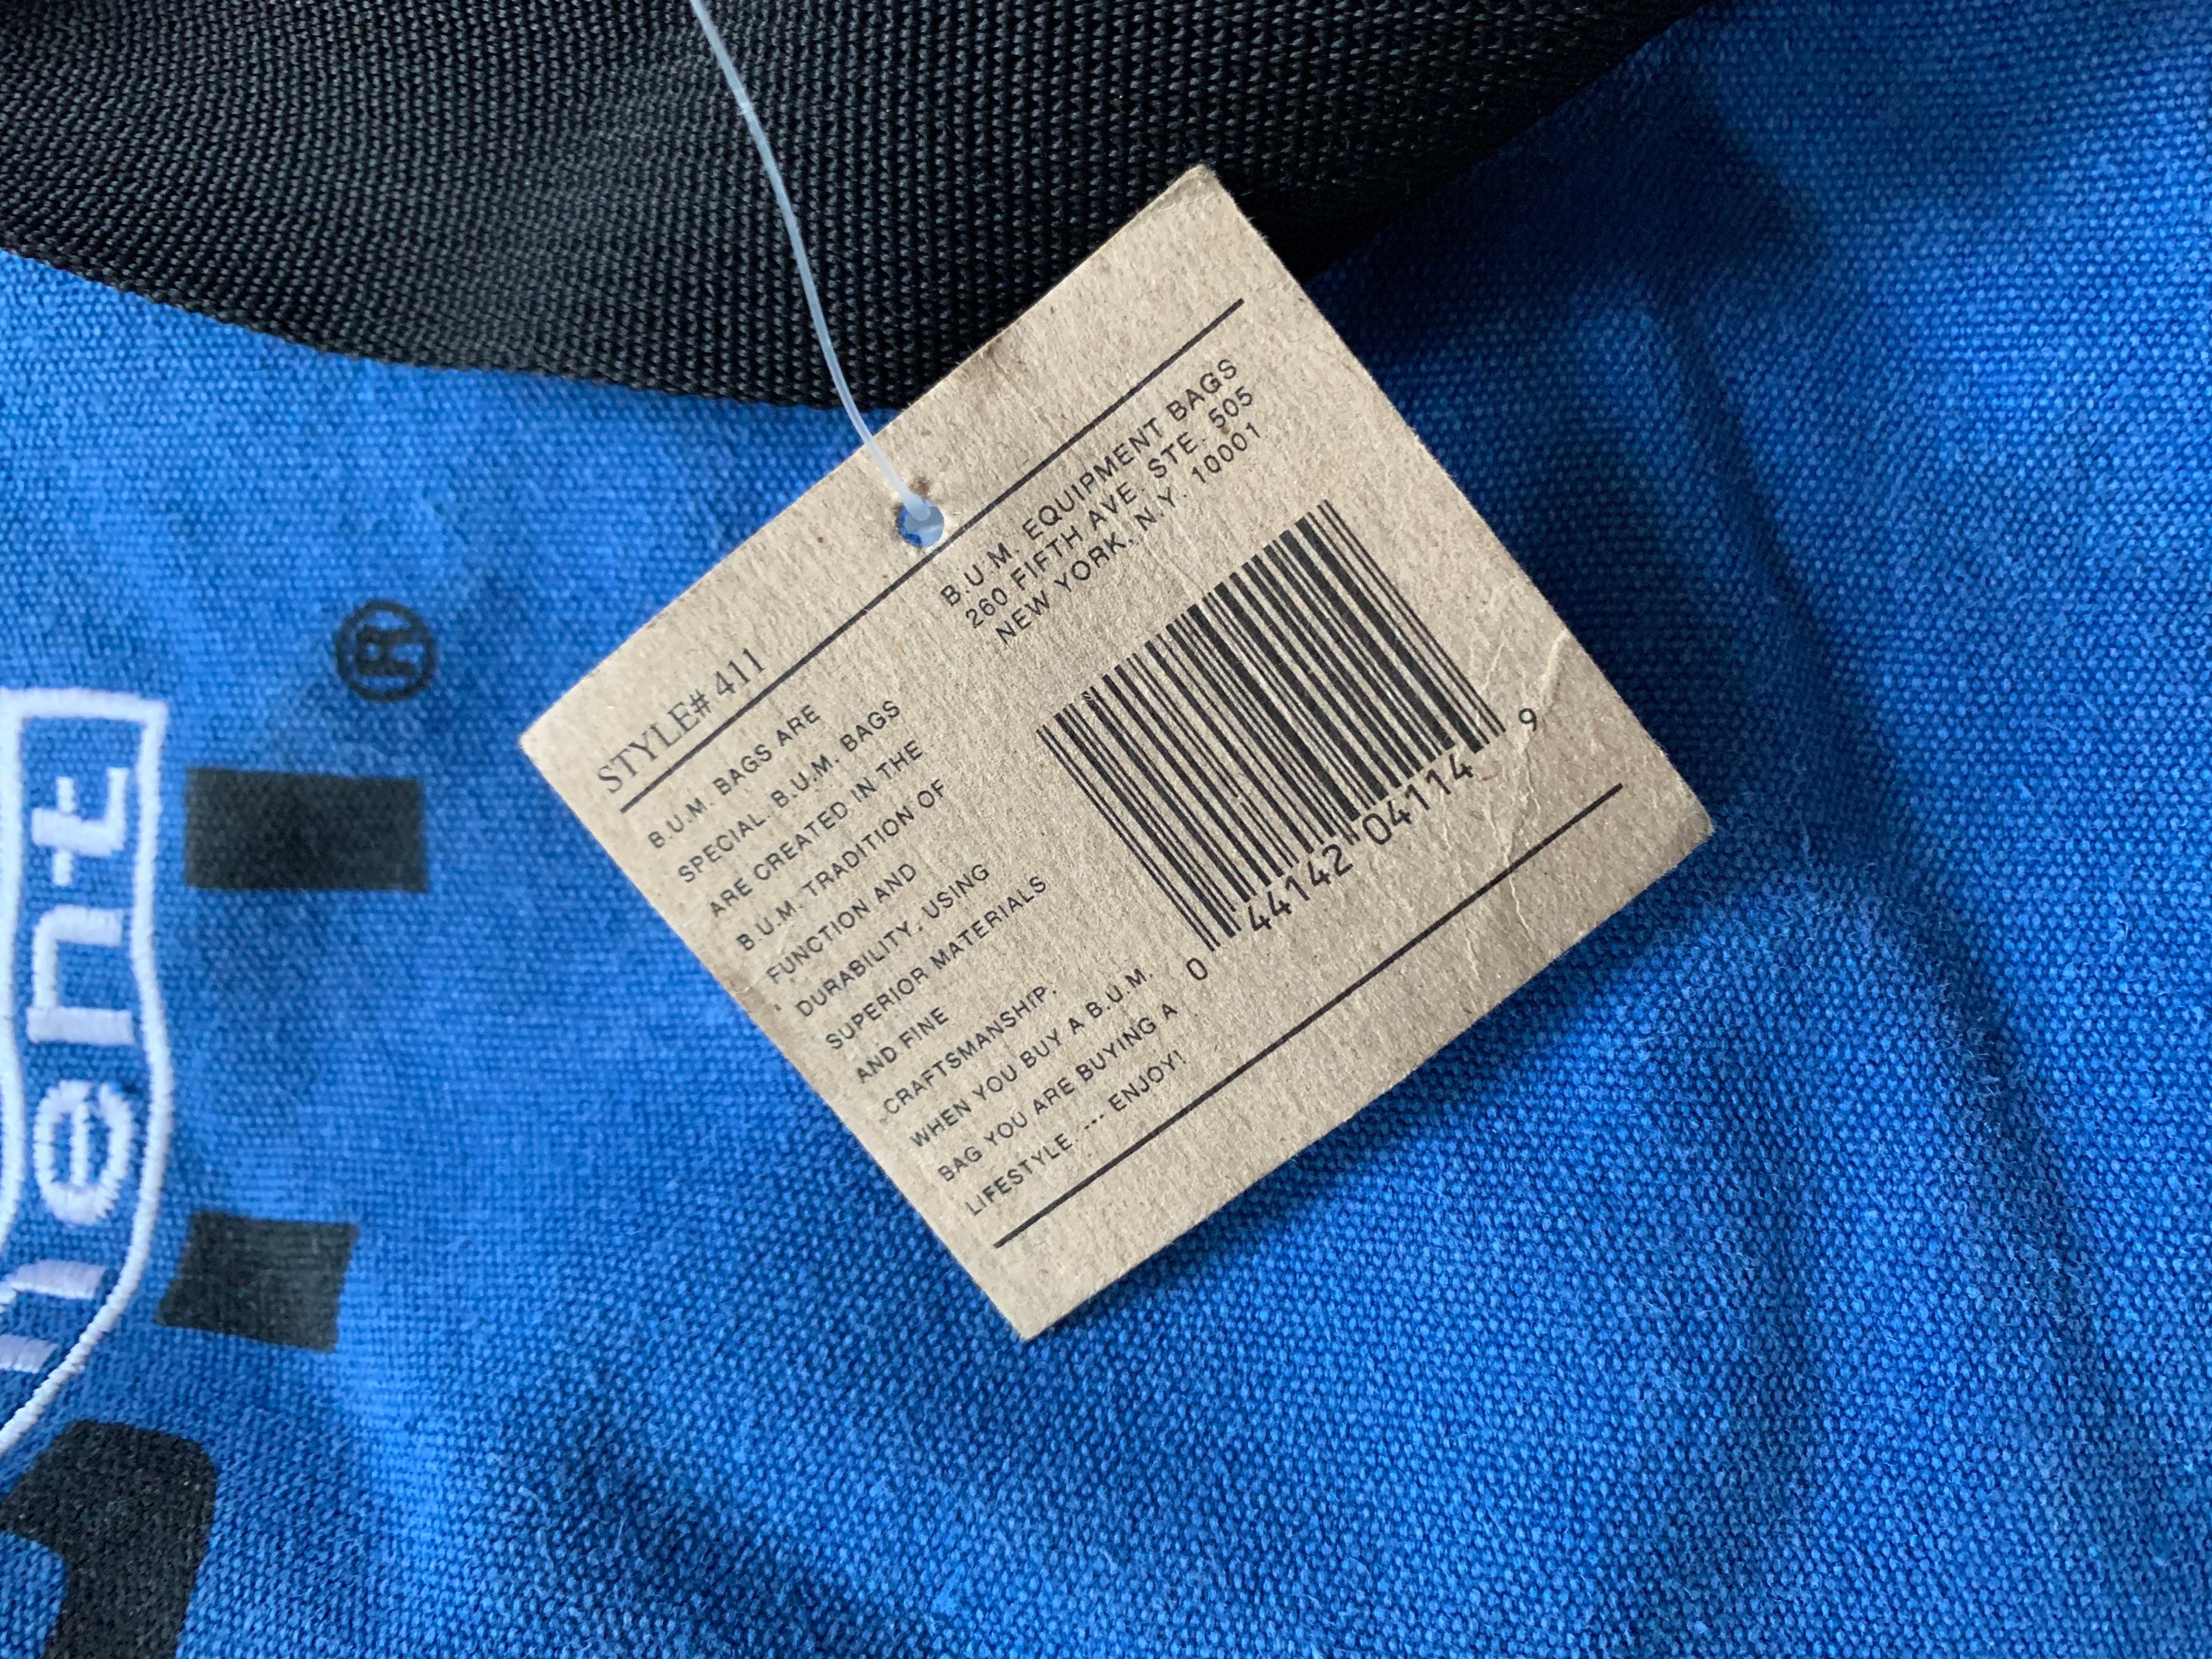 STYLE# 411
B.U.M. EQUIPMENT BAGS
260 FIFTH AVE. STE. 505
NEW YORK, N.Y. 10001
B.U.M. BAGS ARE
SPECIAL. B.U.M. BAGS
ARE CREATED IN THE
B.U.M. TRADITION OF
FUNCTION AND
DURABILITY, USING
SUPERIOR MATERIALS
AND FINE
CRAFTSMANSHIP.
WHEN YOU BUY A B.U.M.
BAG YOU ARE BUYING A
LIFESTYLE. --- ENJOY!
0 44142 04114 9
®